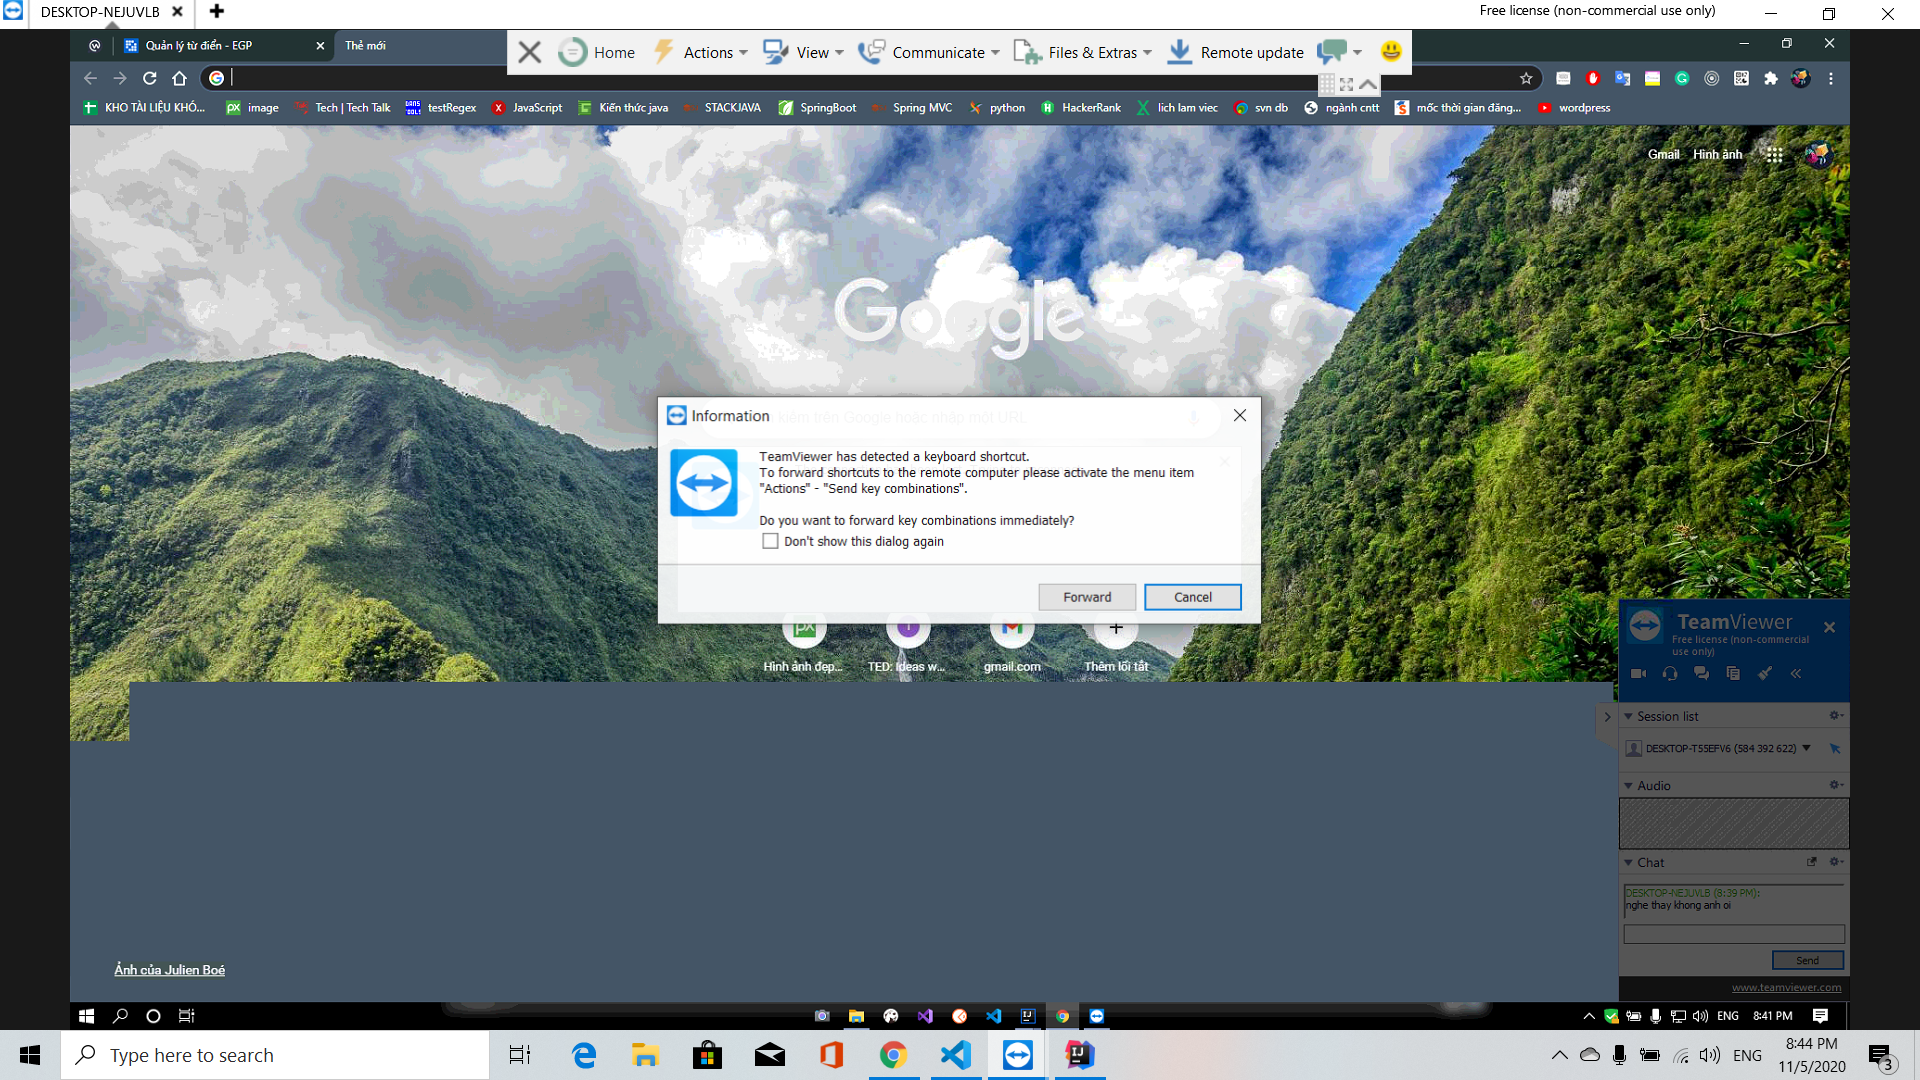 DESKTOP-NEJUVLB
Free license (non-commercial use only)
Quản lý từ điển - EGP
Thẻ mới
Home
Actions
View
Communicate
Files & Extras
Remote update
KHO TÀI LIỆU KHÓ...
image
Tech | Tech Talk
testRegex
JavaScript
Kiến thức java
STACKJAVA
SpringBoot
Spring MVC
python
HackerRank
lich lam viec
svn db
ngành cntt
mốc thời gian đăng...
wordpress
Gmail
Hình ảnh
Google
Information
kiếm trên Google hoặc nhập một URL
TeamViewer has detected a keyboard shortcut.
To forward shortcuts to the remote computer please activate the menu item
"Actions" - "Send key combinations".
Do you want to forward key combinations immediately?
Don't show this dialog again
Forward
Cancel
Hình ảnh đẹp...
TED: Ideas w...
gmail.com
Thêm lối tắt
TeamViewer
Free license (non-commercial
use only)
Session list
DESKTOP-T55EFV6 (584 392 622)
Audio
Chat
DESKTOP-NEJUVLB (8:39 PM):
nghe thay khong anh oi
Send
www.teamviewer.com
Ảnh của Julien Boé
ENG
8:41 PM
Type here to search
ENG
8:44 PM
11/5/2020
3